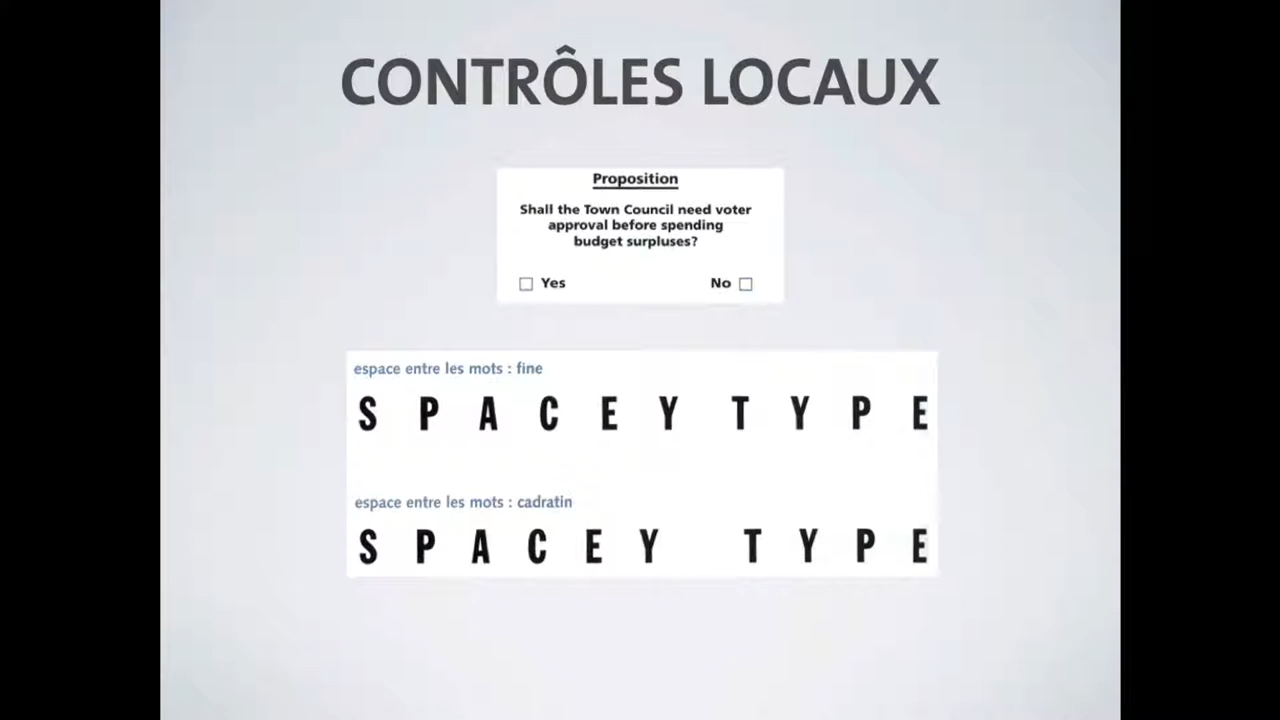 CONTRÔLES LOCAUX
Proposition
Shall the Town Council need voter
approval before spending
budget surpluses?
☐ Yes No ☐
espace entre les mots : fine
S P A C E Y T Y P E
espace entre les mots : cadratin
S P A C E Y T Y P E